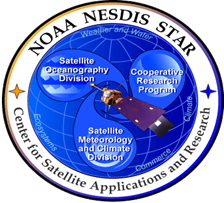 NOAA NESDIS STAR
Weather and Water
Satellite
Oceanography
Division
Cooperative
Research
Program
Climate
Ecosystems
Satellite
Meteorology
and Climate
Division
Commerce
Center for Satellite Applications and Research